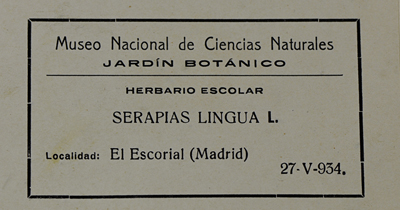 Museo Nacional de Ciencias Naturales
JARDÍN BOTÁNICO
HERBARIO ESCOLAR
SERAPIAS LINGUA L.
Localidad: El Escorial (Madrid)
27-V-934.